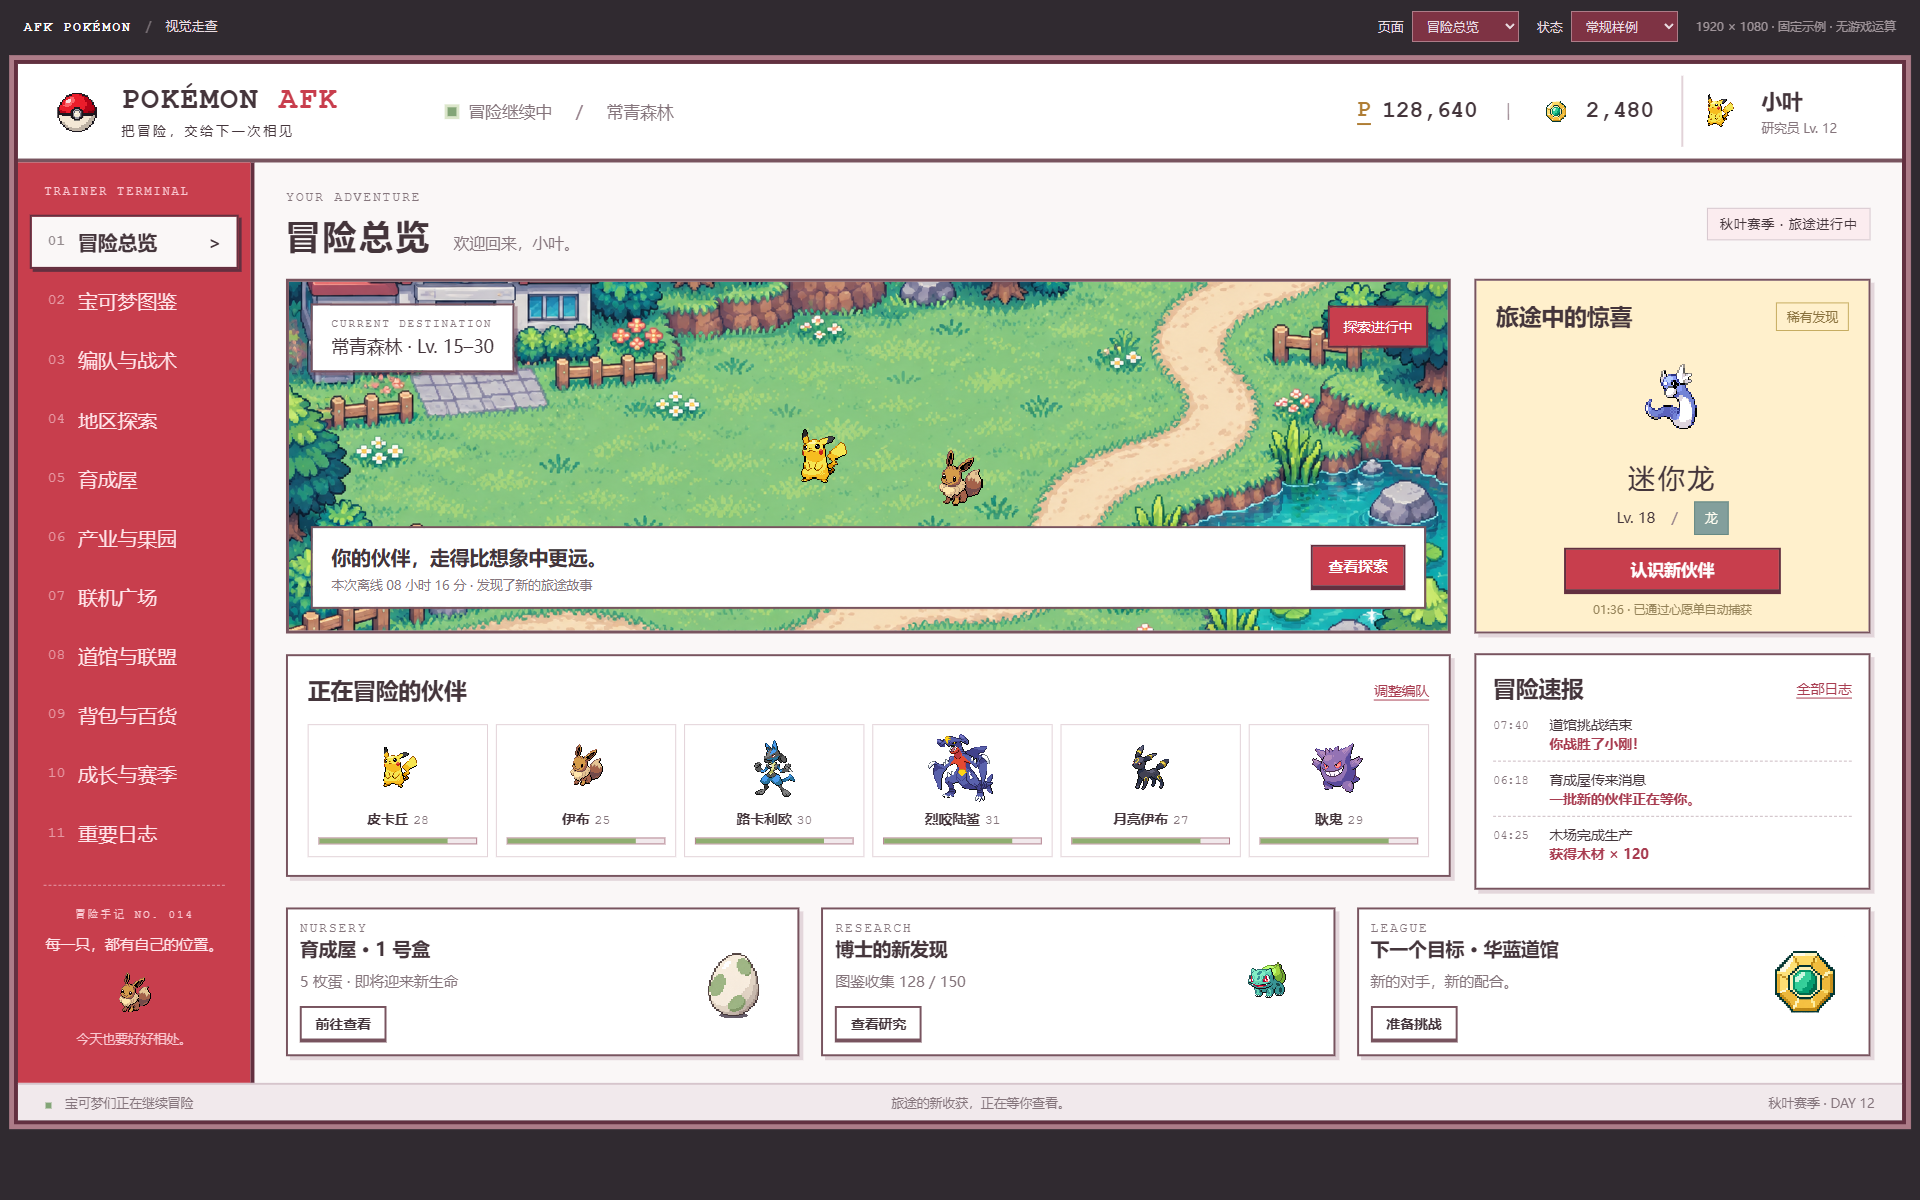 AFK POKÉMON / 视觉走查
页面 冒险总览 状态 常规样例 1920 × 1080 · 固定示例 · 无游戏运算
POKÉMON AFK
把冒险，交给下一次相见
冒险继续中 / 常青森林
P 128,640 | 2,480
小叶
研究员 Lv. 12
TRAINER TERMINAL
01 冒险总览 >
02 宝可梦图鉴
03 编队与战术
04 地区探索
05 育成屋
06 产业与果园
07 联机广场
08 道馆与联盟
09 背包与百货
10 成长与赛季
11 重要日志
冒险手记 NO. 014
每一只，都有自己的位置。
今天也要好好相处。
YOUR ADVENTURE
冒险总览 欢迎回来，小叶。
秋叶赛季 · 旅途进行中
CURRENT DESTINATION
常青森林 · Lv. 15–30
探索进行中
你的伙伴，走得比想象中更远。
本次离线 08 小时 16 分 · 发现了新的旅途故事
查看探索
旅途中的惊喜
稀有发现
迷你龙
Lv. 18 / 龙
认识新伙伴
01:36 · 已通过心愿单自动捕获
正在冒险的伙伴
调整编队
皮卡丘 28
伊布 25
路卡利欧 30
烈咬陆鲨 31
月亮伊布 27
耿鬼 29
冒险速报
全部日志
07:40 道馆挑战结束
你战胜了小刚！
06:18 育成屋传来消息
一批新的伙伴正在等你。
04:25 木场完成生产
获得木材 × 120
NURSERY
育成屋 · 1 号盒
5 枚蛋 · 即将迎来新生命
前往查看
RESEARCH
博士的新发现
图鉴收集 128 / 150
查看研究
LEAGUE
下一个目标 · 华蓝道馆
新的对手，新的配合。
准备挑战
宝可梦们正在继续冒险
旅途的新收获，正在等你查看。
秋叶赛季 · DAY 12